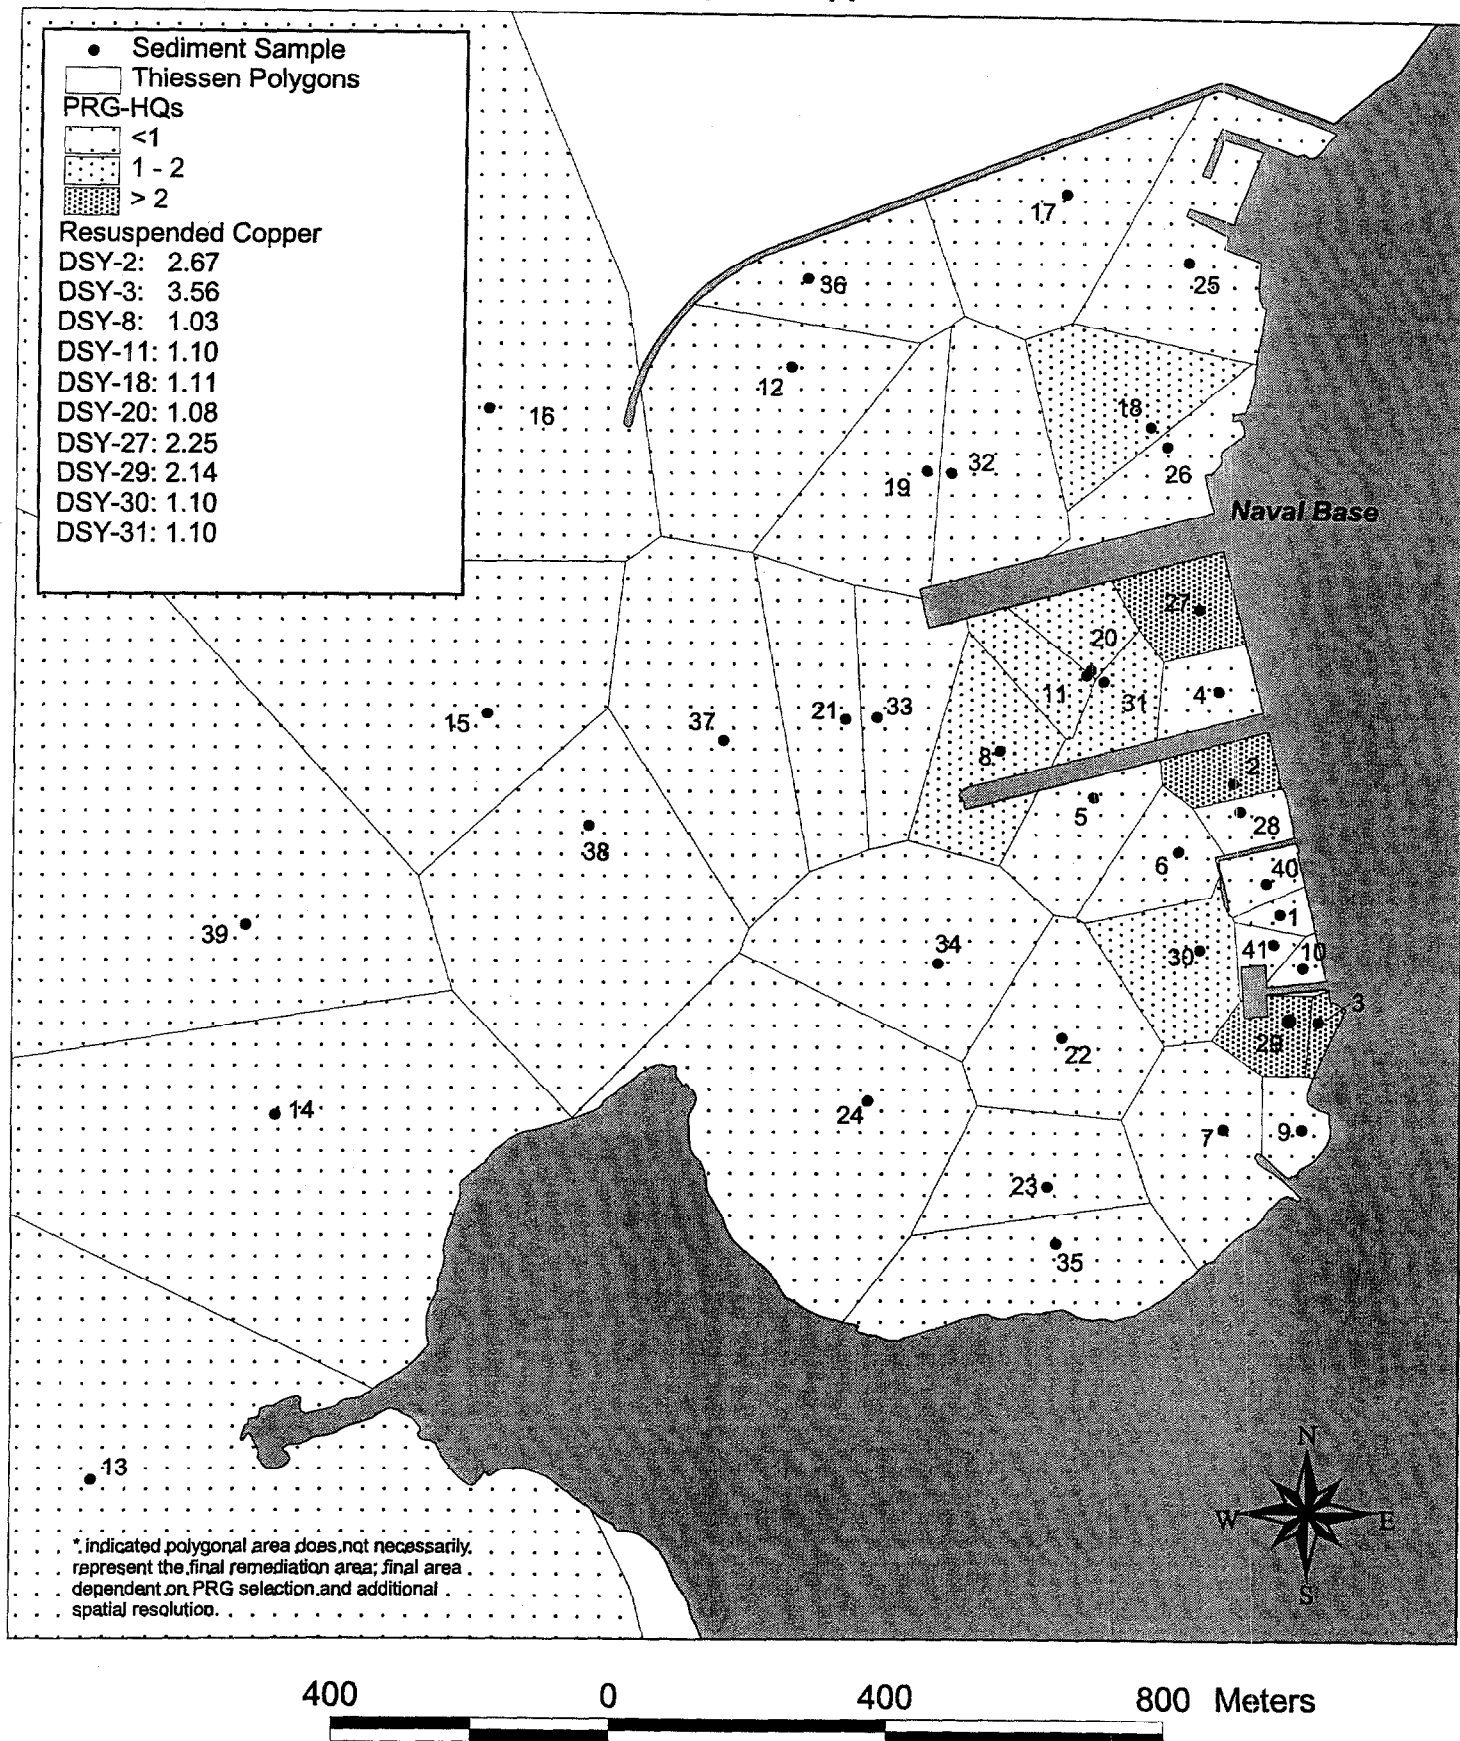 Sediment Sample
Thiessen Polygons
PRG-HQs
<1
1 - 2
> 2
Resuspended Copper
DSY-2: 2.67
DSY-3: 3.56
DSY-8: 1.03
DSY-11: 1.10
DSY-18: 1.11
DSY-20: 1.08
DSY-27: 2.25
DSY-29: 2.14
DSY-30: 1.10
DSY-31: 1.10
17
25
36
12
16
18
19
32
26
Naval Base
27
20
11
31
4
15
37
21
33
8
2
5
28
38
6
40
1
39
34
30
41
10
3
29
22
14
24
7
9
23
35
13
N
W
E
S
* indicated polygonal area does not necessarily
represent the final remediation area; final area
dependent on PRG selection and additional
spatial resolution.
400 0 400 800 Meters